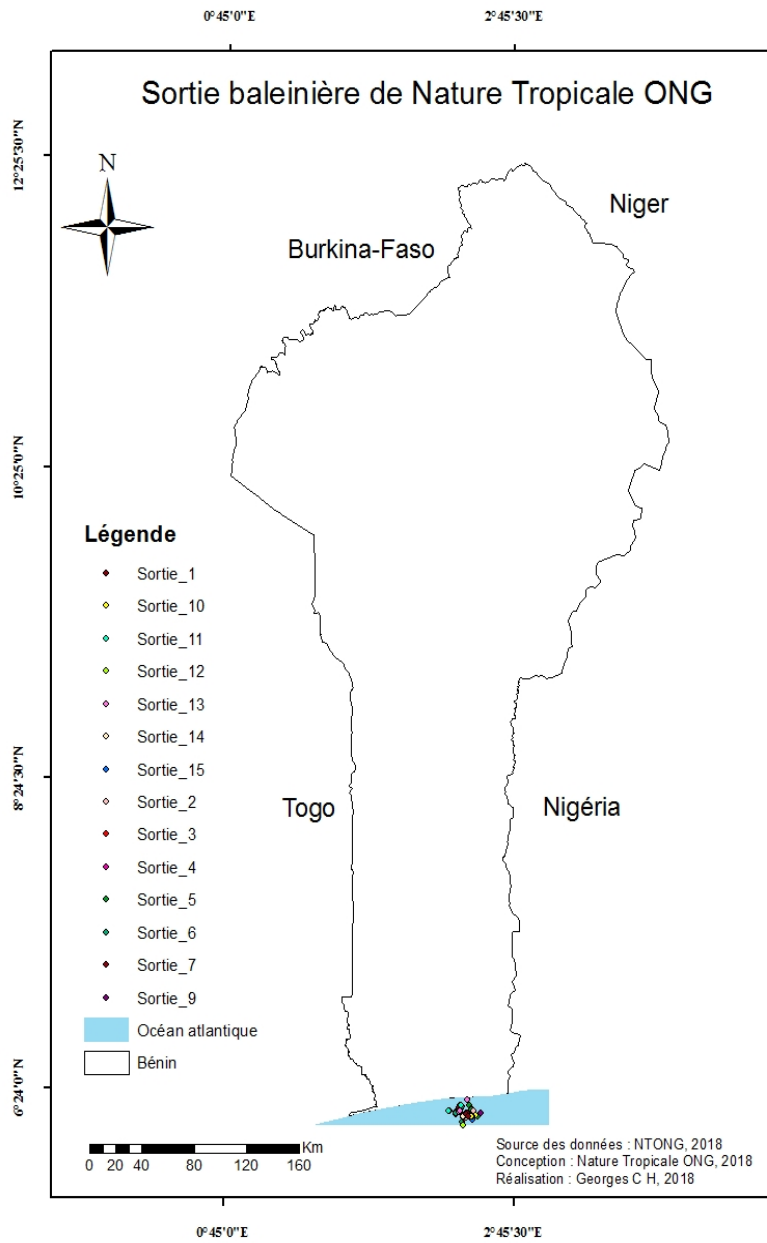 0°45'0"E 2°45'30"E
Sortie baleinière de Nature Tropicale ONG
12°25'30"N
N
Niger
Burkina-Faso
10°25'0"N
Légende
Sortie_1
Sortie_10
Sortie_11
Sortie_12
Sortie_13
Sortie_14
Sortie_15
Sortie_2
Sortie_3
Sortie_4
Sortie_5
Sortie_6
Sortie_7
Sortie_9
Océan atlantique
Bénin
8°24'30"N
Togo
Nigéria
6°24'0"N
Km
0 20 40 80 120 160
Source des données : NTONG, 2018
Conception : Nature Tropicale ONG, 2018
Réalisation : Georges C H, 2018
0°45'0"E 2°45'30"E